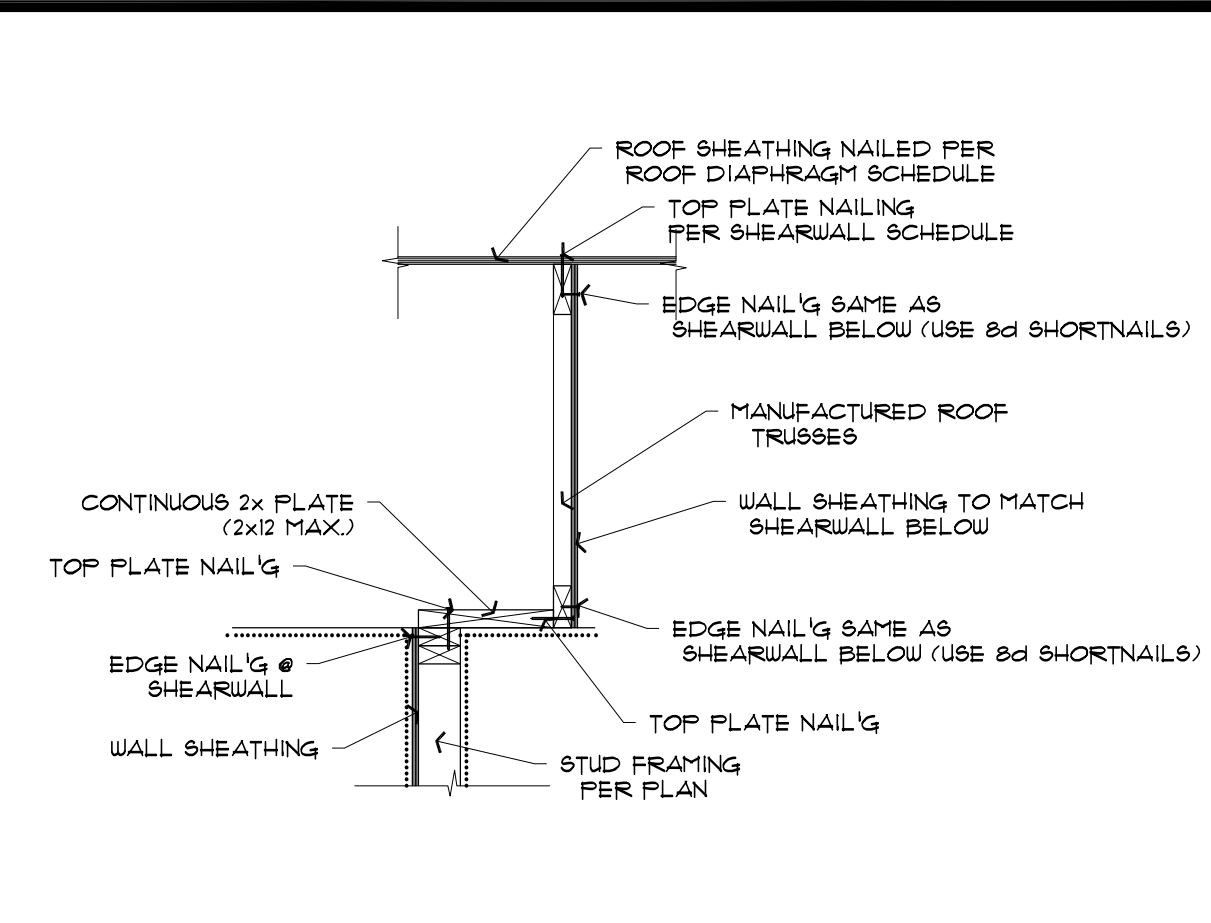 ROOF SHEATHING NAILED PER
ROOF DIAPHRAGM SCHEDULE
TOP PLATE NAILING
PER SHEARWALL SCHEDULE
EDGE NAIL'G SAME AS
SHEARWALL BELOW (USE 8d SHORTNAILS)
MANUFACTURED ROOF
TRUSSES
CONTINUOUS 2x PLATE
(2x12 MAX.)
WALL SHEATHING TO MATCH
SHEARWALL BELOW
TOP PLATE NAIL'G
EDGE NAIL'G SAME AS
SHEARWALL BELOW (USE 8d SHORTNAILS)
EDGE NAIL'G @
SHEARWALL
TOP PLATE NAIL'G
WALL SHEATHING
STUD FRAMING
PER PLAN